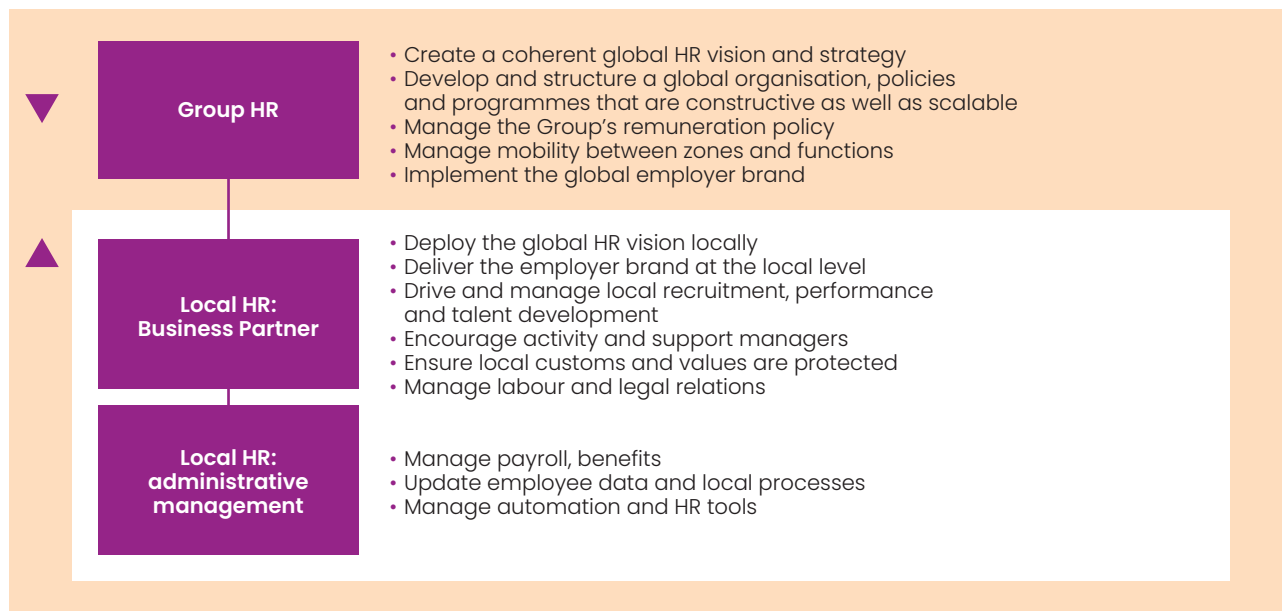 Group HR
• Create a coherent global HR vision and strategy
• Develop and structure a global organisation, policies
and programmes that are constructive as well as scalable
• Manage the Group’s remuneration policy
• Manage mobility between zones and functions
• Implement the global employer brand
Local HR:
Business Partner
• Deploy the global HR vision locally
• Deliver the employer brand at the local level
• Drive and manage local recruitment, performance
and talent development
• Encourage activity and support managers
• Ensure local customs and values are protected
• Manage labour and legal relations
Local HR:
administrative
management
• Manage payroll, benefits
• Update employee data and local processes
• Manage automation and HR tools